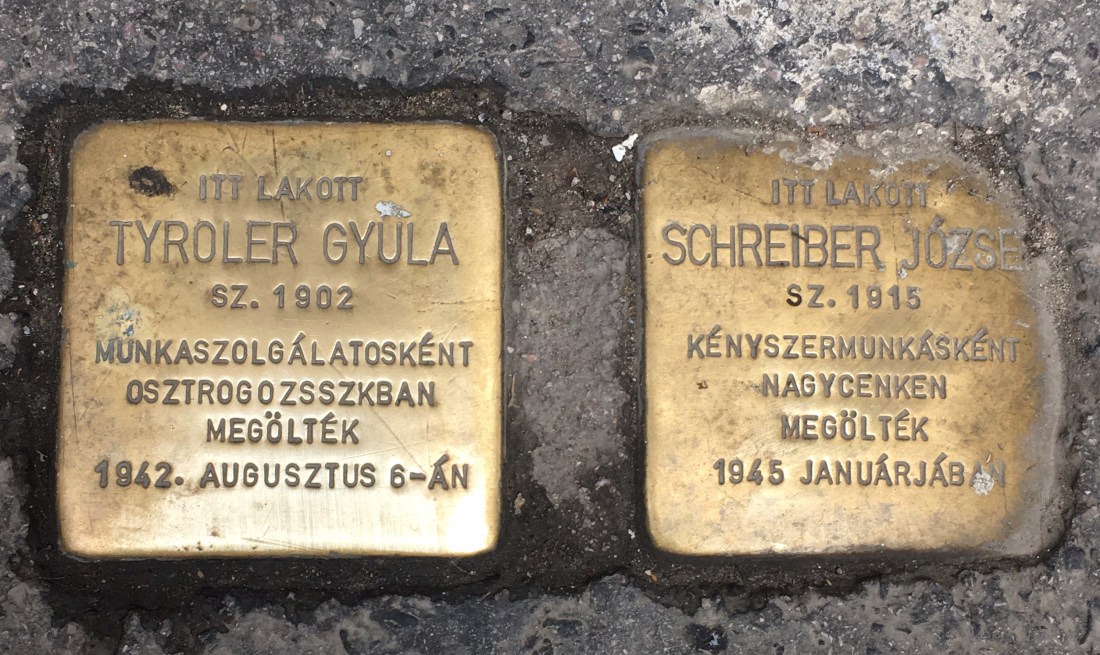 ITT LAKOTT
TYROLER GYULA
SZ. 1902
MUNKASZOLGÁLATOSKÉNT
OSZTROGOZSSZKBAN
MEGÖLTÉK
1942. AUGUSZTUS 6-ÁN
ITT LAKOTT
SCHREIBER JÓZSEF
SZ. 1915
KÉNYSZERMUNKÁSKÉNT
NAGYCENKEN
MEGÖLTÉK
1945 JANUÁRJÁBAN